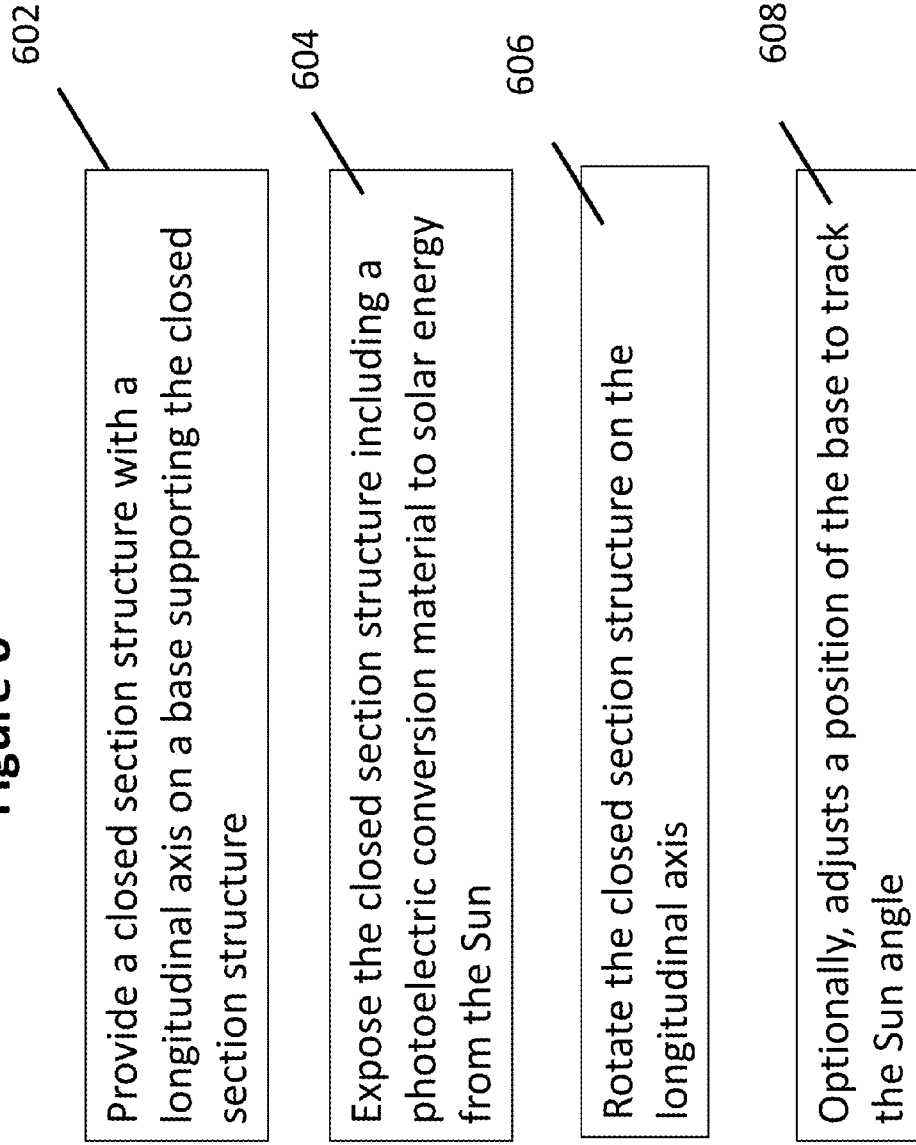 Figure 6
602
Provide a closed section structure with a
longitudinal axis on a base supporting the closed
section structure
604
Expose the closed section structure including a
photoelectric conversion material to solar energy
from the Sun
606
Rotate the closed section structure on the
longitudinal axis
608
Optionally, adjusts a position of the base to track
the Sun angle